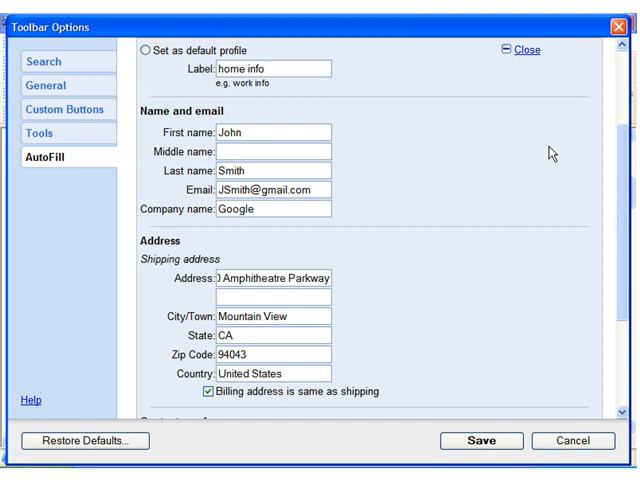 Toolbar Options
Search
General
Custom Buttons
Tools
AutoFill
Help
Set as default profile
Close
Label: home info
e.g. work info
Name and email
First name: John
Middle name:
Last name: Smith
Email: JSmith@gmail.com
Company name: Google
Address
Shipping address
Address: Amphitheatre Parkway
City/Town: Mountain View
State: CA
Zip Code: 94043
Country: United States
Billing address is same as shipping
Restore Defaults...
Save
Cancel